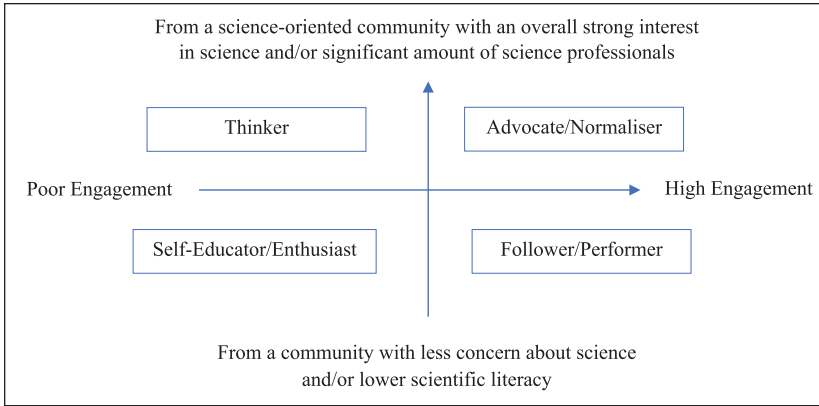 From a science-oriented community with an overall strong interest
in science and/or significant amount of science professionals
Thinker
Advocate/Normaliser
Poor Engagement
High Engagement
Self-Educator/Enthusiast
Follower/Performer
From a community with less concern about science
and/or lower scientific literacy